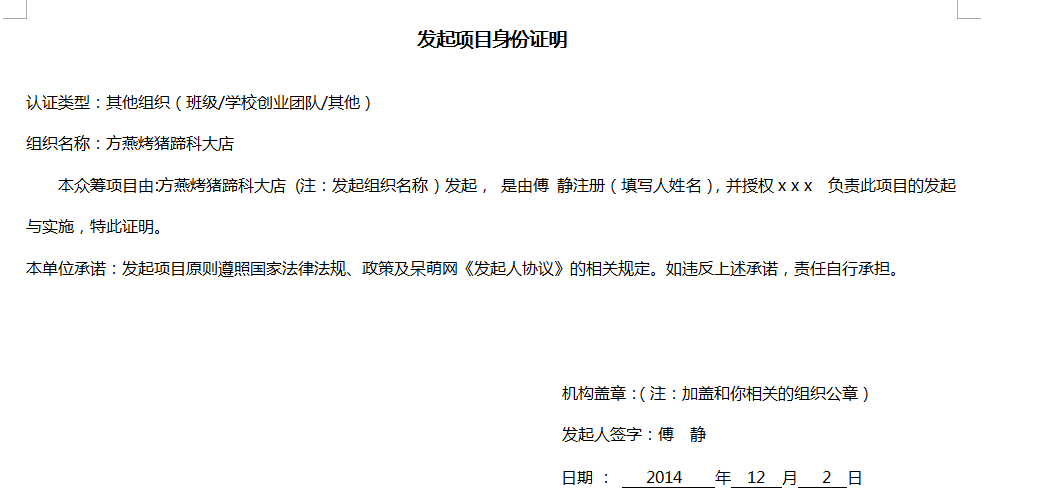 发起项目身份证明
认证类型：其他组织（班级/学校创业团队/其他）
组织名称：方燕烤猪蹄科大店
本众筹项目由:方燕烤猪蹄科大店 (注：发起组织名称）发起， 是由傅 静注册（填写人姓名），并授权ｘｘｘ 负责此项目的发起
与实施，特此证明。
本单位承诺：发起项目原则遵照国家法律法规、政策及呆萌网《发起人协议》的相关规定。如违反上述承诺，责任自行承担。
机构盖章：（注：加盖和你相关的组织公章）
发起人签字：傅 静
日期 ： 2014 年 12 月 2 日